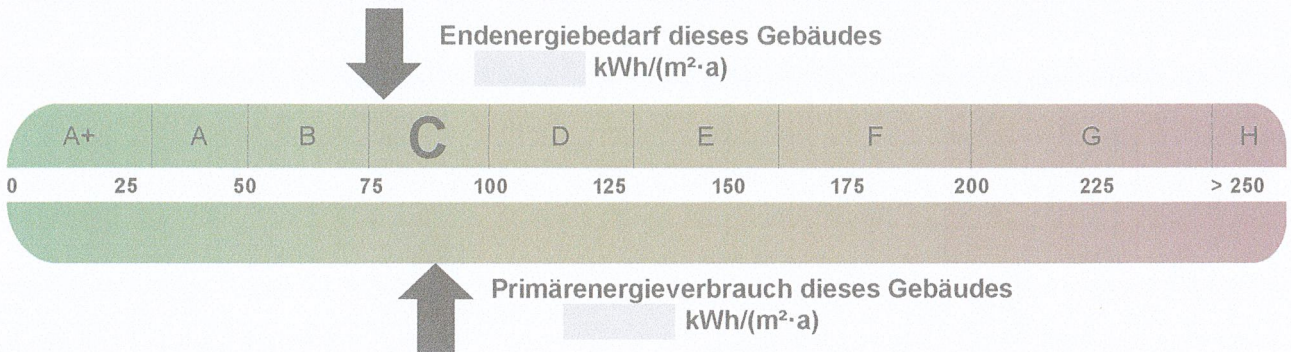 Endenergiebedarf dieses Gebäudes
kWh/(m²·a)
A+ A B C D E F G H
0 25 50 75 100 125 150 175 200 225 > 250
Primärenergieverbrauch dieses Gebäudes
kWh/(m²·a)